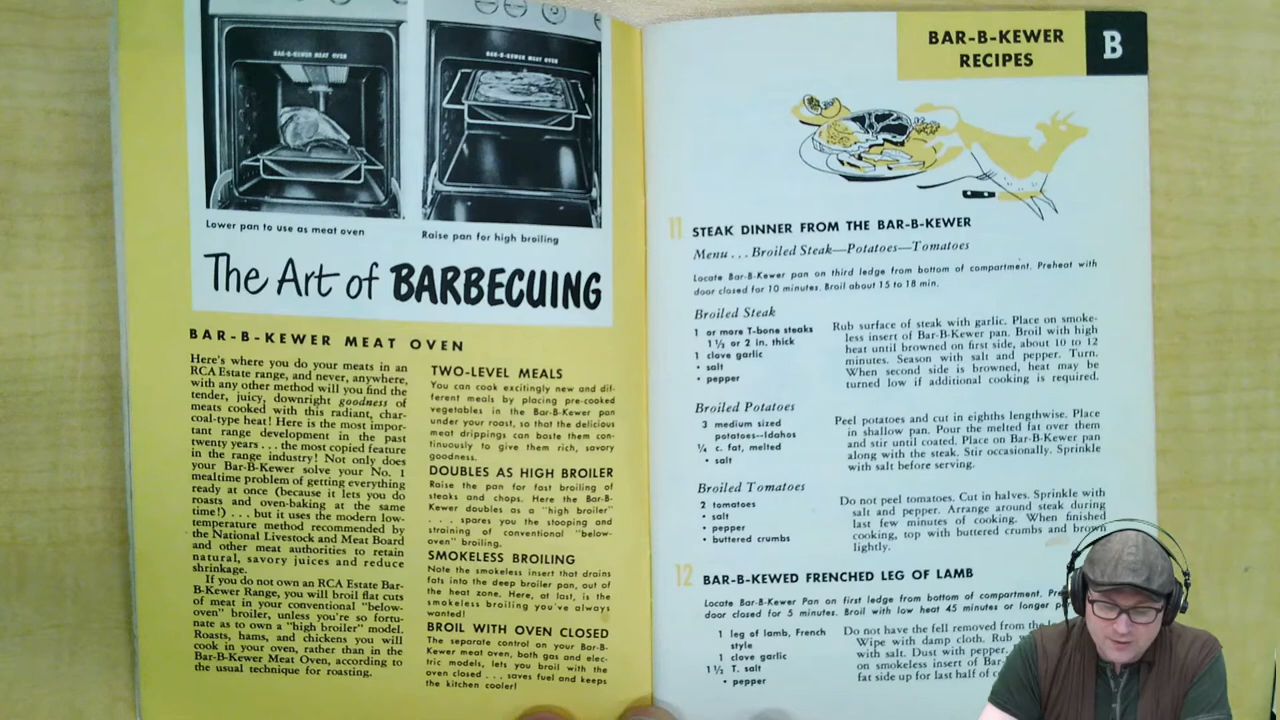 BAR-B-KEWER MEAT OVEN
BAR-B-KEWER MEAT OVEN
Lower pan to use as meat oven
Raise pan for high broiling
The Art of BARBECUING
BAR-B-KEWER MEAT OVEN
Here's where you do your meats in an
RCA Estate range, and never, anywhere,
with any other method will you find the
tender, juicy, downright goodness of
meats cooked with this radiant, char-
coal-type heat! Here is the most impor-
tant range development in the past
twenty years . . . the most copied feature
in the range industry! Not only does
your Bar-B-Kewer solve your No. 1
mealtime problem of getting everything
ready at once (because it lets you do
roasts and oven-baking at the same
time!) . . . but it uses the modern low-
temperature method recommended by
the National Livestock and Meat Board
and other meat authorities to retain
natural, savory juices and reduce
shrinkage.
If you do not own an RCA Estate Bar-
B-Kewer Range, you will broil flat cuts
of meat in your conventional "below-
oven" broiler, unless you're so fortu-
nate as to own a "high broiler" model.
Roasts, hams, and chickens you will
cook in your oven, rather than in the
Bar-B-Kewer Meat Oven, according to
the usual technique for roasting.
TWO-LEVEL MEALS
You can cook excitingly new and dif-
ferent meals by placing pre-cooked
vegetables in the Bar-B-Kewer pan
under your roast, so that the delicious
meat drippings can baste them con-
tinuously to give them rich, savory
goodness.
DOUBLES AS HIGH BROILER
Raise the pan for fast broiling of
steaks and chops. Here the Bar-B-
Kewer doubles as a "high broiler"
. . . . spares you the stooping and
straining of conventional "below-
oven" broiling.
SMOKELESS BROILING
Note the smokeless insert that drains
fats into the deep broiler pan, out of
the heat zone. Here, at last, is the
smokeless broiling you've always
wanted!
BROIL WITH OVEN CLOSED
The separate control on your Bar-B-
Kewer meat oven, both gas and elec-
tric models, lets you broil with the
oven closed . . . saves fuel and keeps
the kitchen cooler!
BAR-B-KEWER
RECIPES
B
11 STEAK DINNER FROM THE BAR-B-KEWER
Menu . . . Broiled Steak—Potatoes—Tomatoes
Locate Bar-B-Kewer pan on third ledge from bottom of compartment. Preheat with
door closed for 10 minutes. Broil about 15 to 18 min.
Broiled Steak
1 or more T-bone steaks
1 1/2 or 2 in. thick
1 clove garlic
• salt
• pepper
Rub surface of steak with garlic. Place on smoke-
less insert of Bar-B-Kewer pan. Broil with high
heat until browned on first side, about 10 to 12
minutes. Season with salt and pepper. Turn.
When second side is browned, heat may be
turned low if additional cooking is required.
Broiled Potatoes
3 medium sized
potatoes—Idahos
1/4 c. fat, melted
• salt
Peel potatoes and cut in eighths lengthwise. Place
in shallow pan. Pour the melted fat over them
and stir until coated. Place on Bar-B-Kewer pan
along with the steak. Stir occasionally. Sprinkle
with salt before serving.
Broiled Tomatoes
2 tomatoes
• salt
• pepper
• buttered crumbs
Do not peel tomatoes. Cut in halves. Sprinkle with
salt and pepper. Arrange around steak during
last few minutes of cooking. When finished
cooking, top with buttered crumbs and brown
lightly.
12 BAR-B-KEWED FRENCHED LEG OF LAMB
Locate Bar-B-Kewer Pan on first ledge from bottom of compartment.
door closed for 5 minutes. Broil with low heat 45 minutes or longer
1 leg of lamb, French
style
1 clove garlic
1 1/2 T. salt
• pepper
Do not have the fell removed from the
Wipe with damp cloth. Rub
with salt. Dust with pepper.
on smokeless insert of Bar-
fat side up for last half of